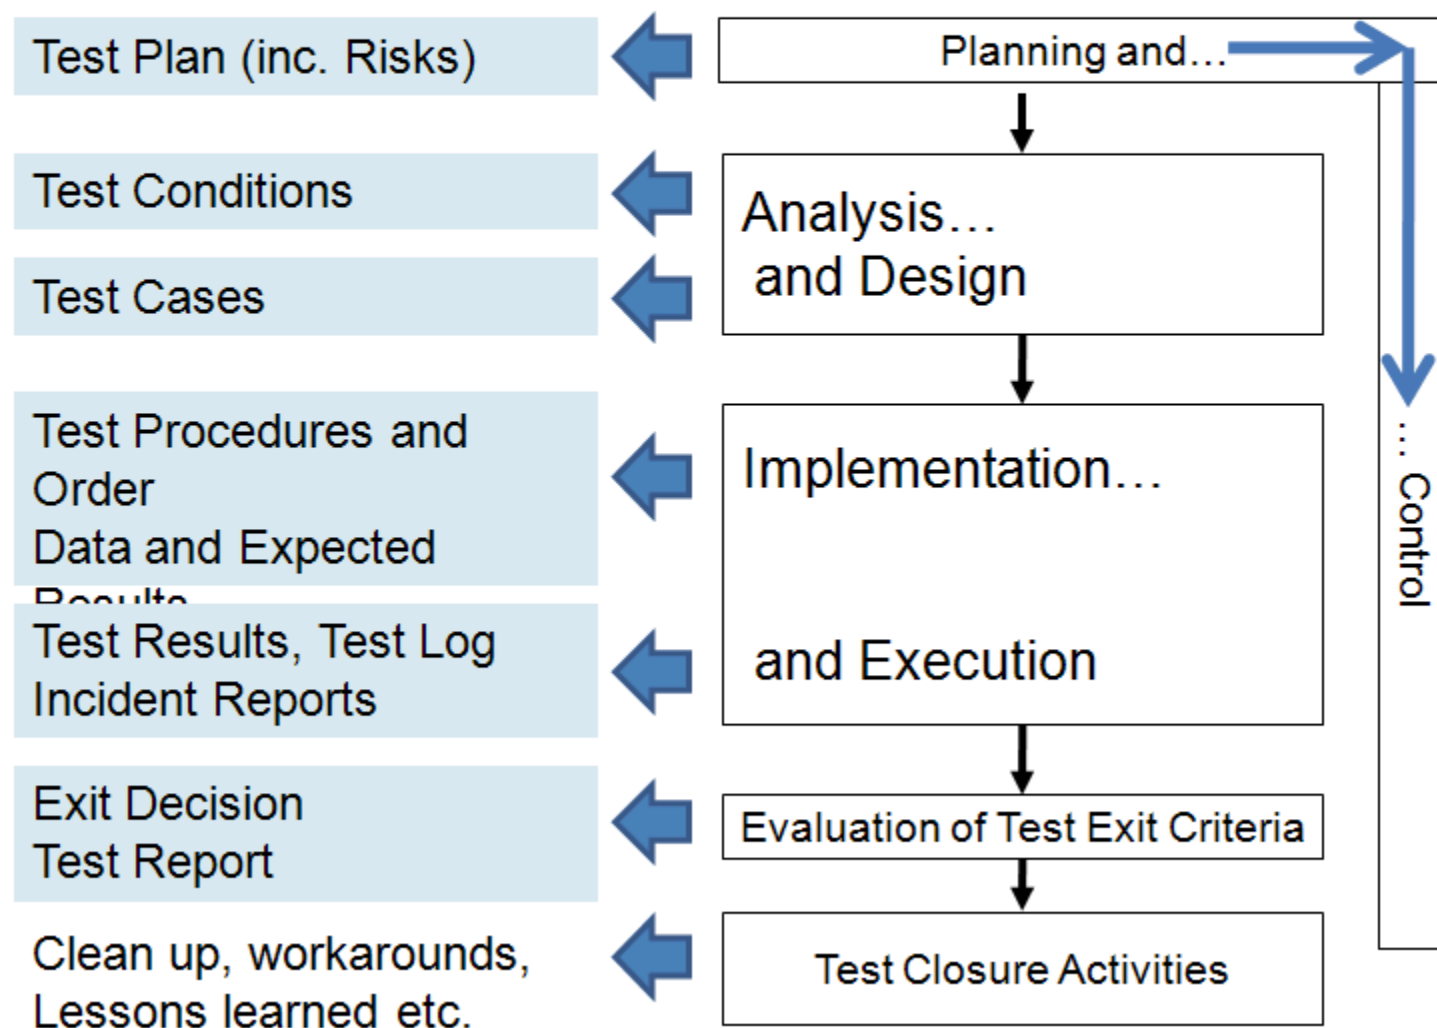 Test Plan (inc. Risks)
Planning and…
Test Conditions
Test Cases
Analysis…
and Design
Test Procedures and
Order
Data and Expected
Results
Implementation…
… Control
Test Results, Test Log
Incident Reports
and Execution
Exit Decision
Test Report
Evaluation of Test Exit Criteria
Clean up, workarounds,
Lessons learned etc.
Test Closure Activities